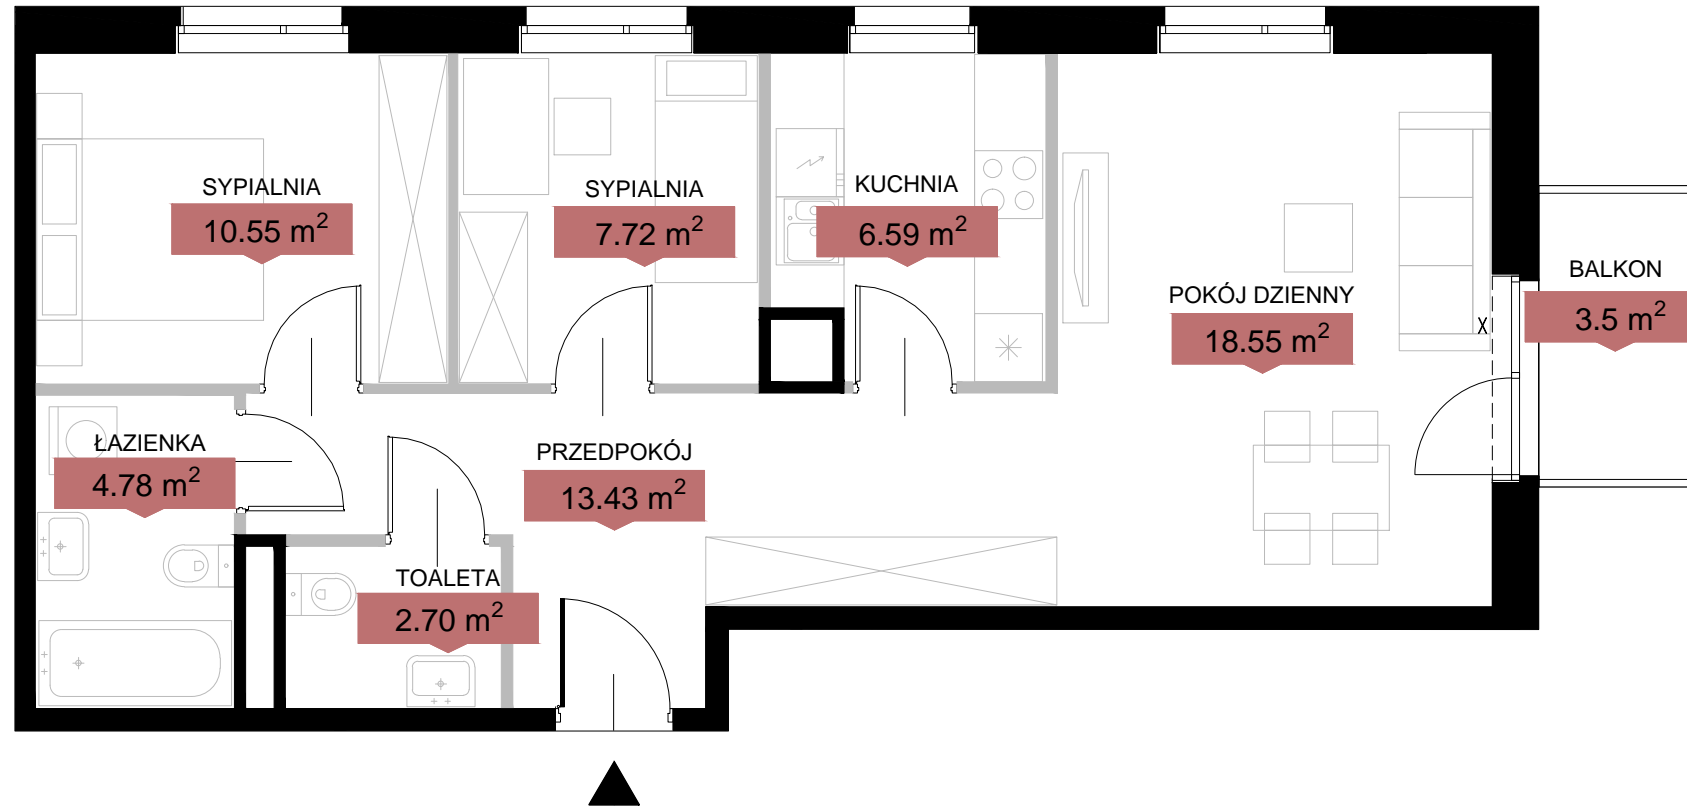 SYPIALNIA
10.55 m²
SYPIALNIA
7.72 m²
KUCHNIA
6.59 m²
POKÓJ DZIENNY
18.55 m²
BALKON
3.5 m²
ŁAZIENKA
4.78 m²
PRZEDPOKÓJ
13.43 m²
TOALETA
2.70 m²